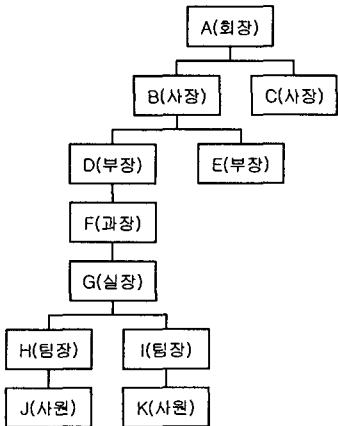 A(회장)
B(사장) C(사장)
D(부장) E(부장)
F(과장)
G(실장)
H(팀장) I(팀장)
J(사원) K(사원)